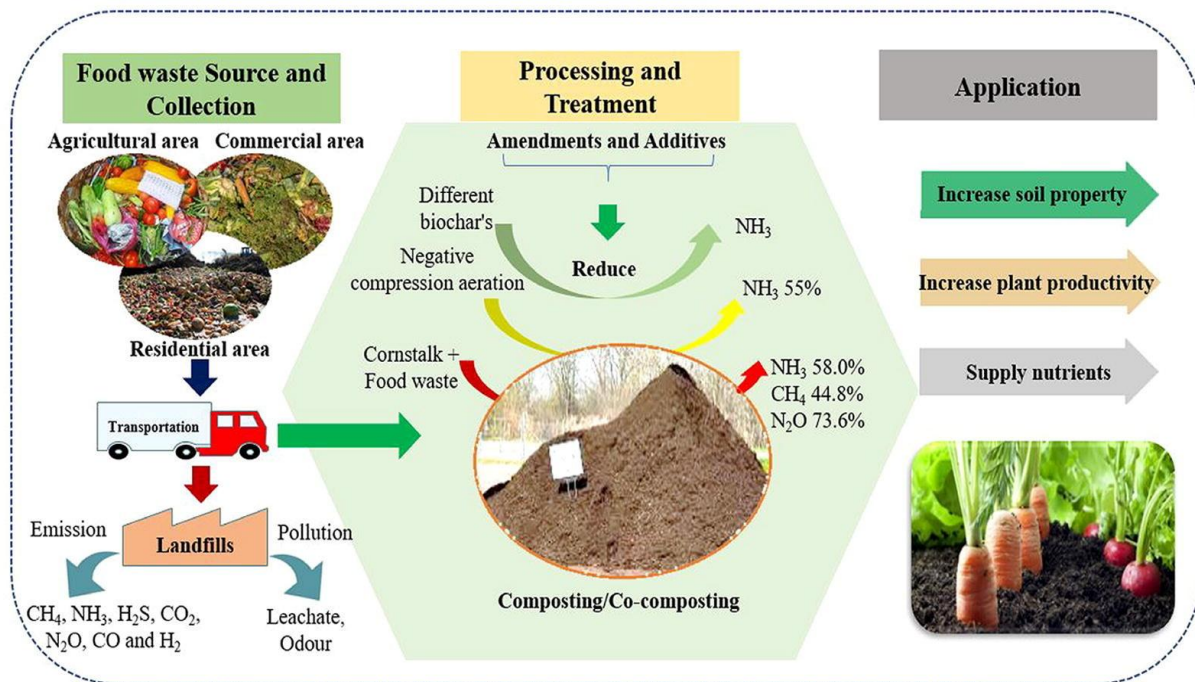 Food waste Source and
Collection
Agricultural area
Commercial area
Residential area
Transportation
Emission
Landfills
Pollution
CH₄, NH₃, H₂S, CO₂,
N₂O, CO and H₂
Leachate,
Odour
Processing and
Treatment
Amendments and Additives
Different
biochar's
Reduce
NH₃
Negative
compression aeration
NH₃ 55%
Cornstalk +
Food waste
NH₃ 58.0%
CH₄ 44.8%
N₂O 73.6%
Composting/Co-composting
Application
Increase soil property
Increase plant productivity
Supply nutrients